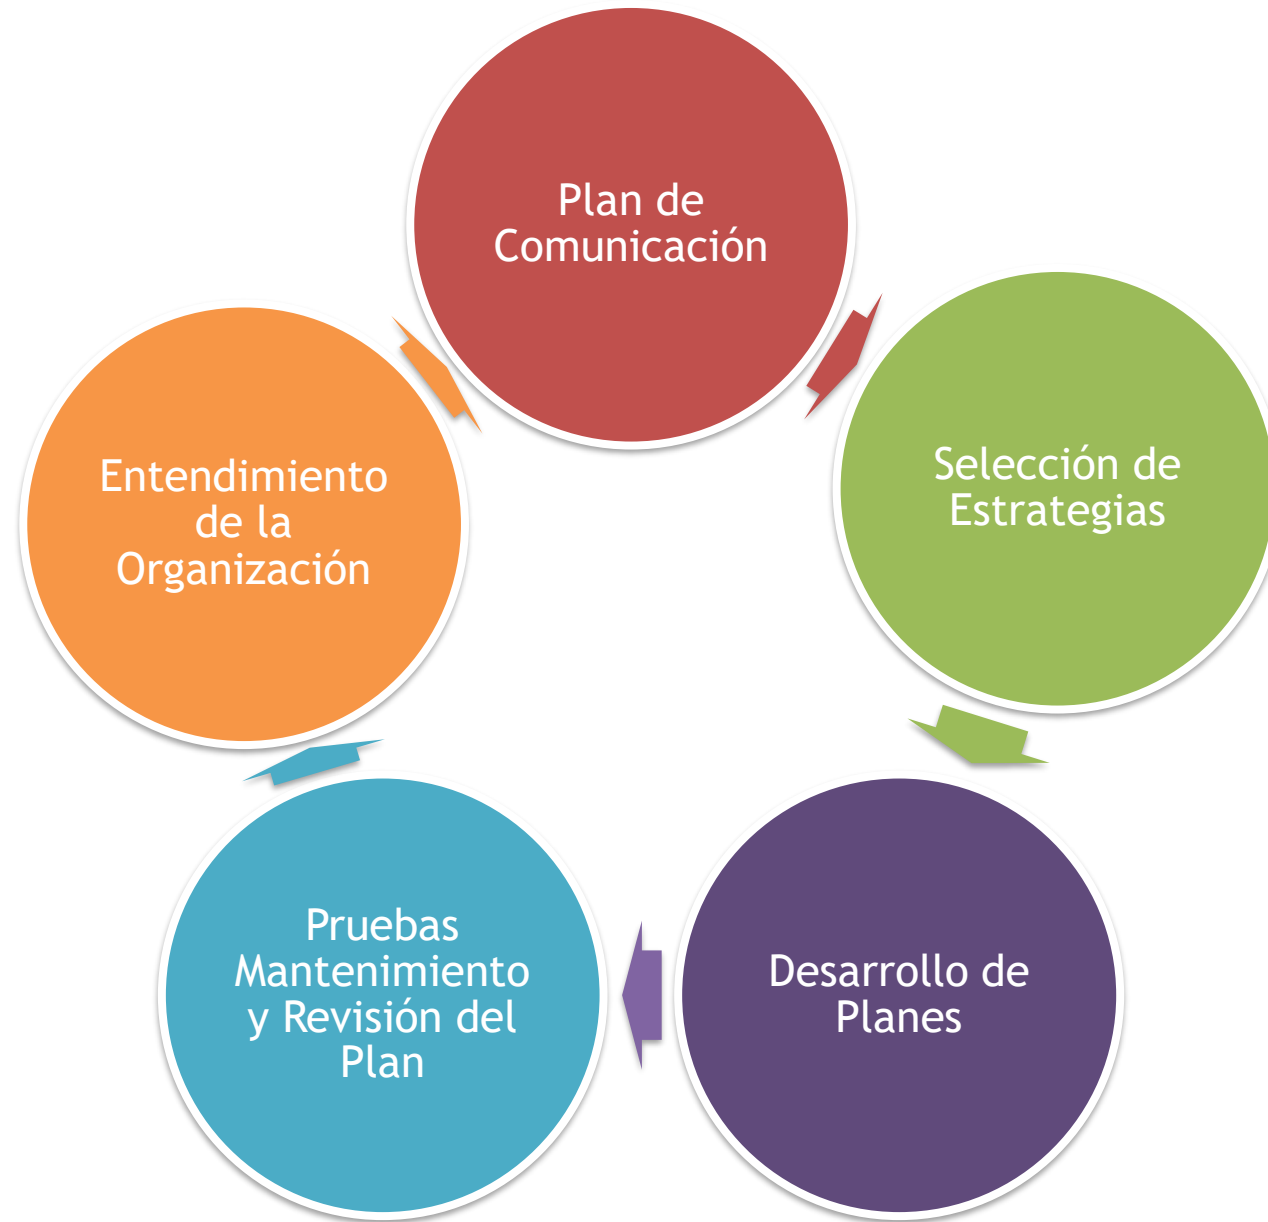 Plan de
Comunicación
Selección de
Estrategias
Desarrollo de
Planes
Pruebas
Mantenimiento
y Revisión del
Plan
Entendimiento
de la
Organización